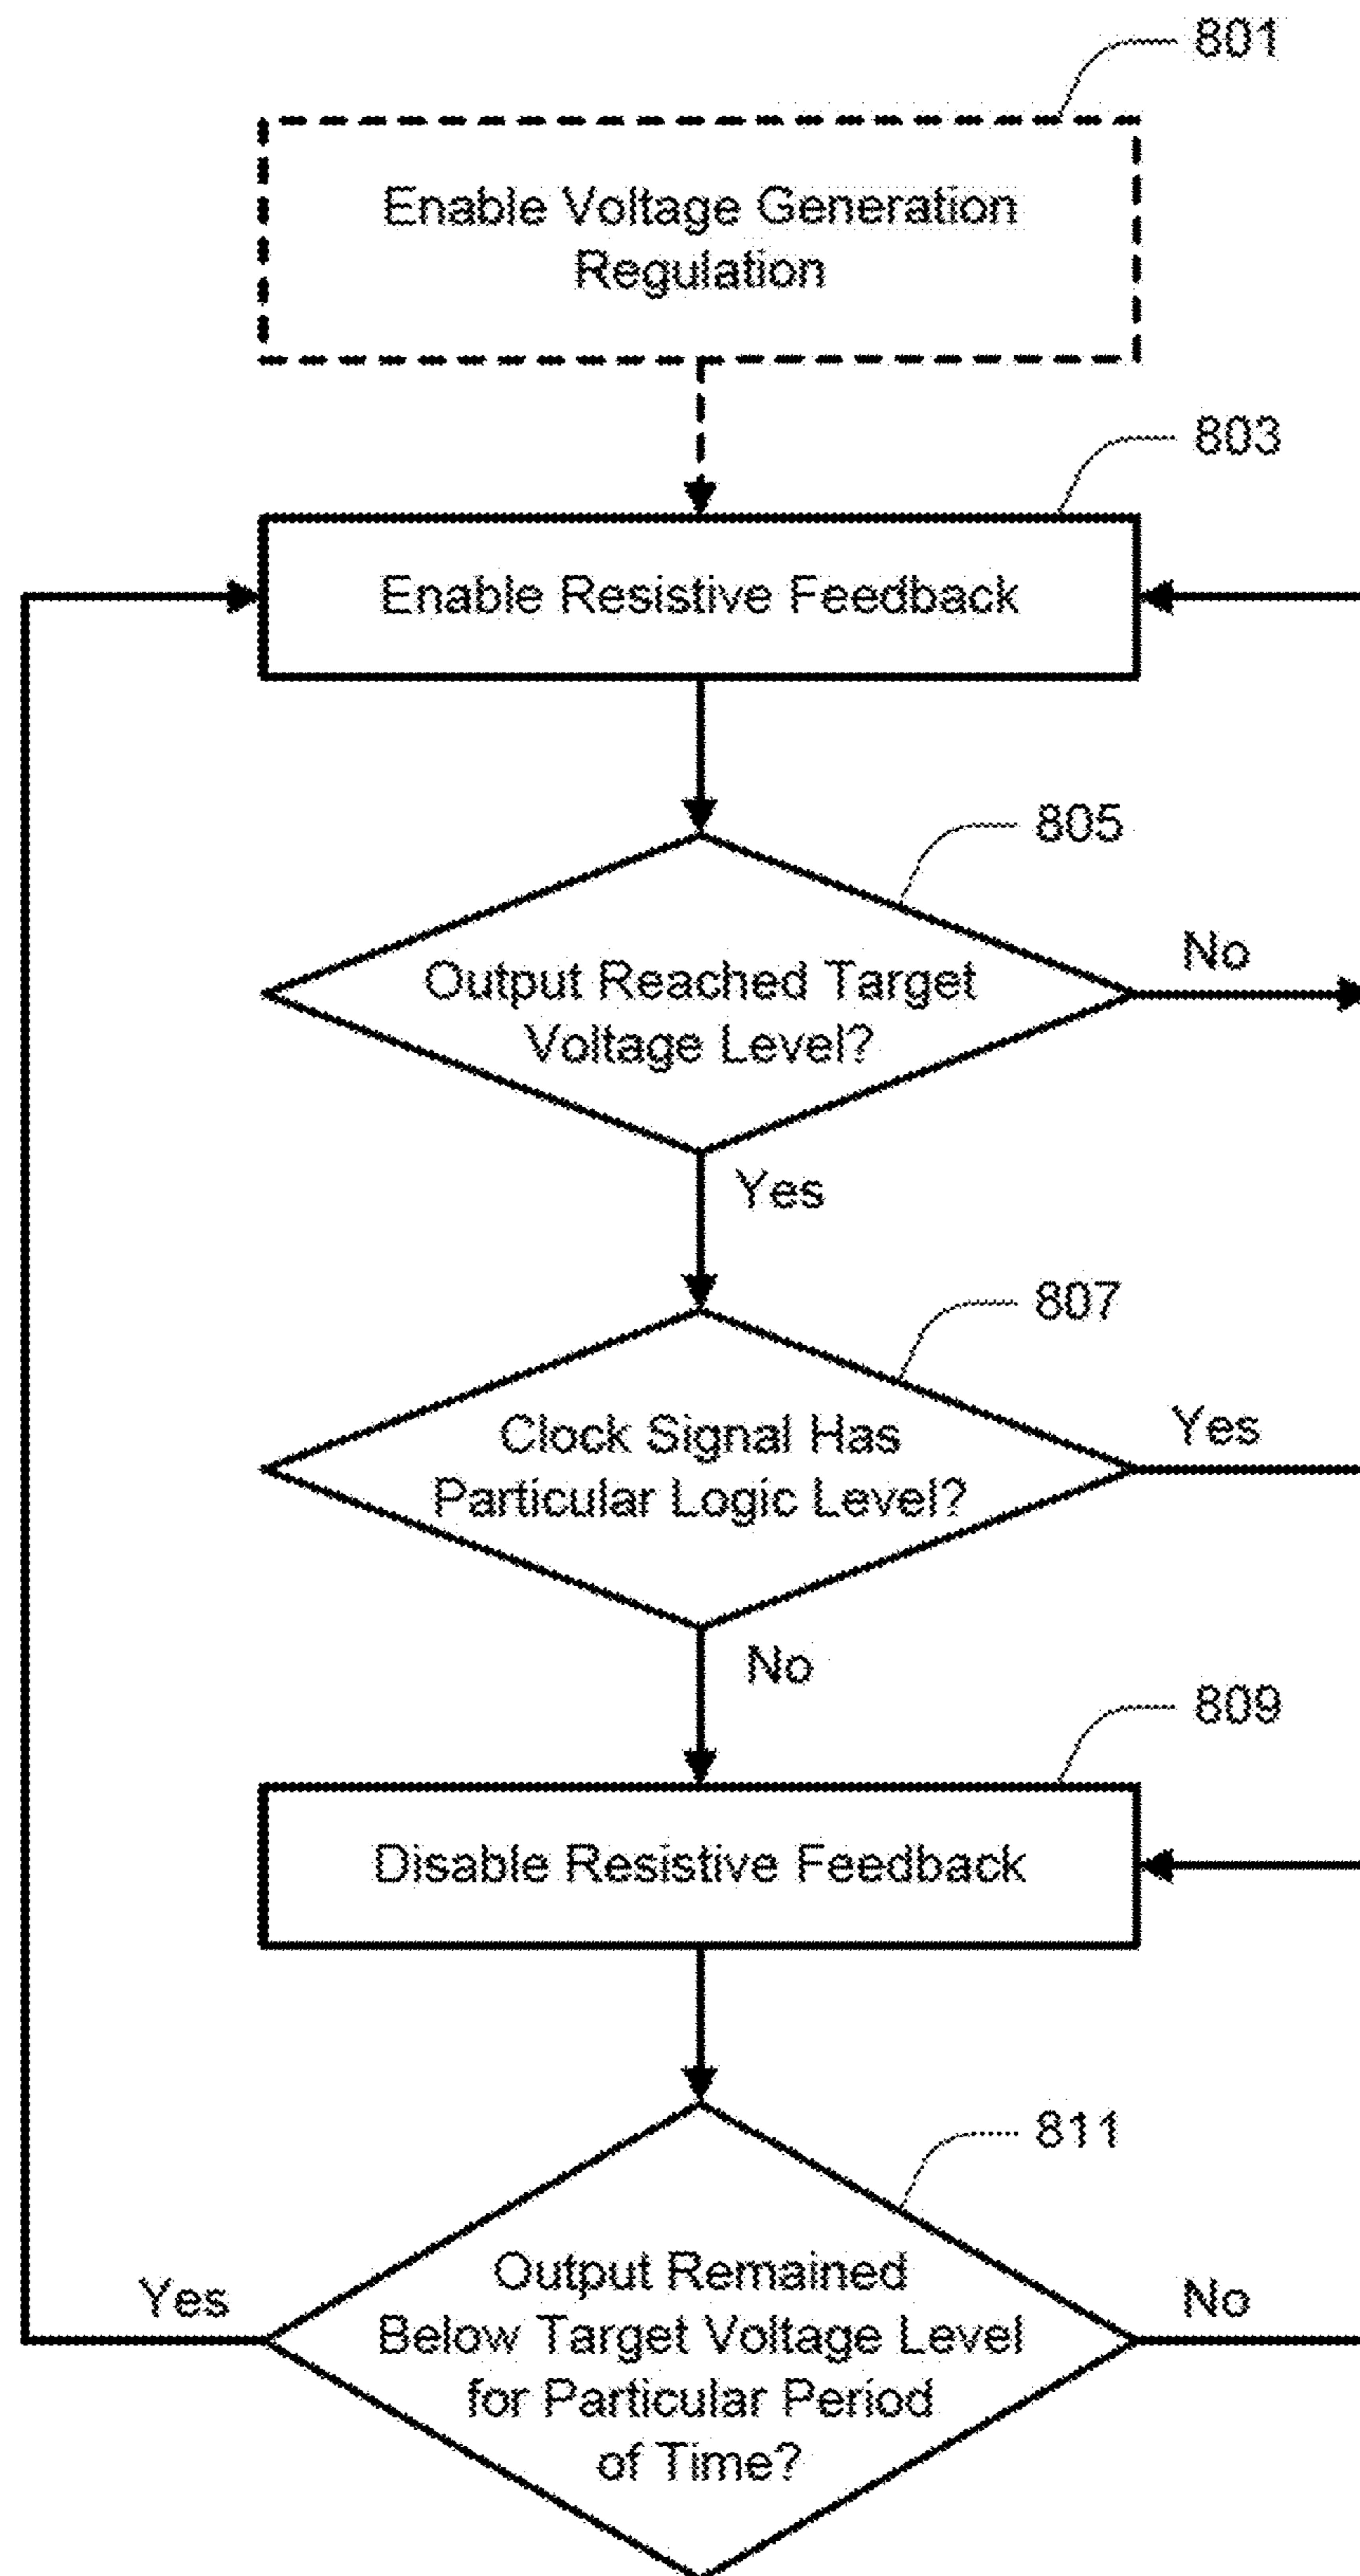 801
Enable Voltage Generation
Regulation
803
Enable Resistive Feedback
805
Output Reached Target
Voltage Level?
No
Yes
807
Clock Signal Has
Particular Logic Level?
Yes
No
809
Disable Resistive Feedback
811
Output Remained
Below Target Voltage Level
for Particular Period
of Time?
Yes
No